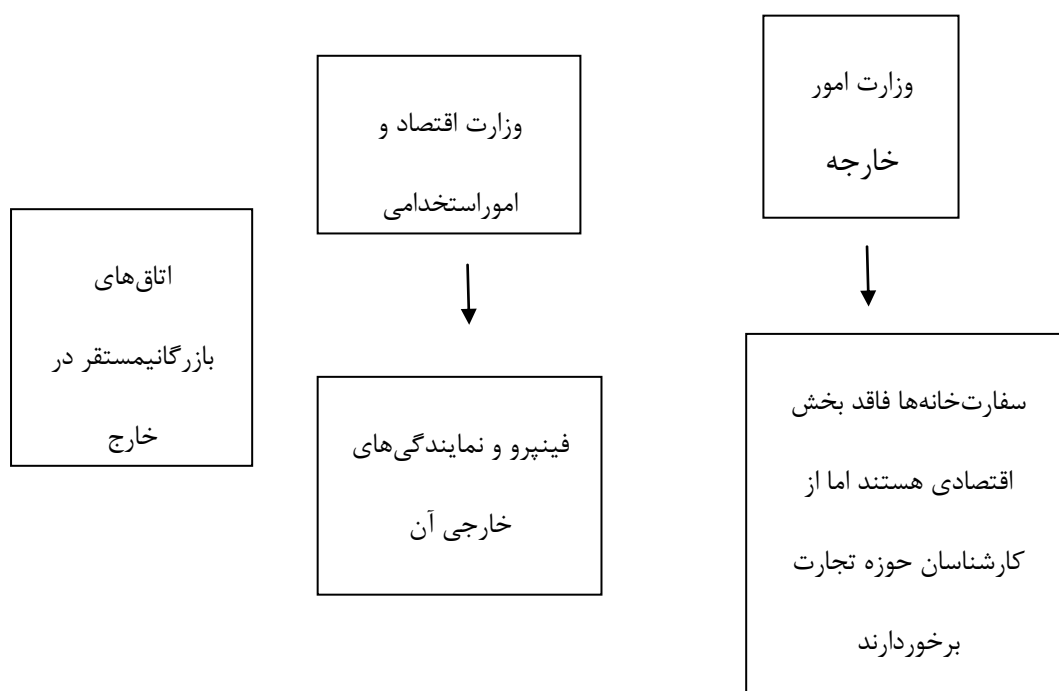 وزارت امور
خارجه
سفارت‌خانه‌ها فاقد بخش
اقتصادی هستند اما از
کارشناسان حوزه تجارت
برخوردارند
وزارت اقتصاد و
اموراستخدامی
فینپرو و نمایندگی‌های
خارجی آن
اتاق‌های
بازرگانیمستقر در
خارج